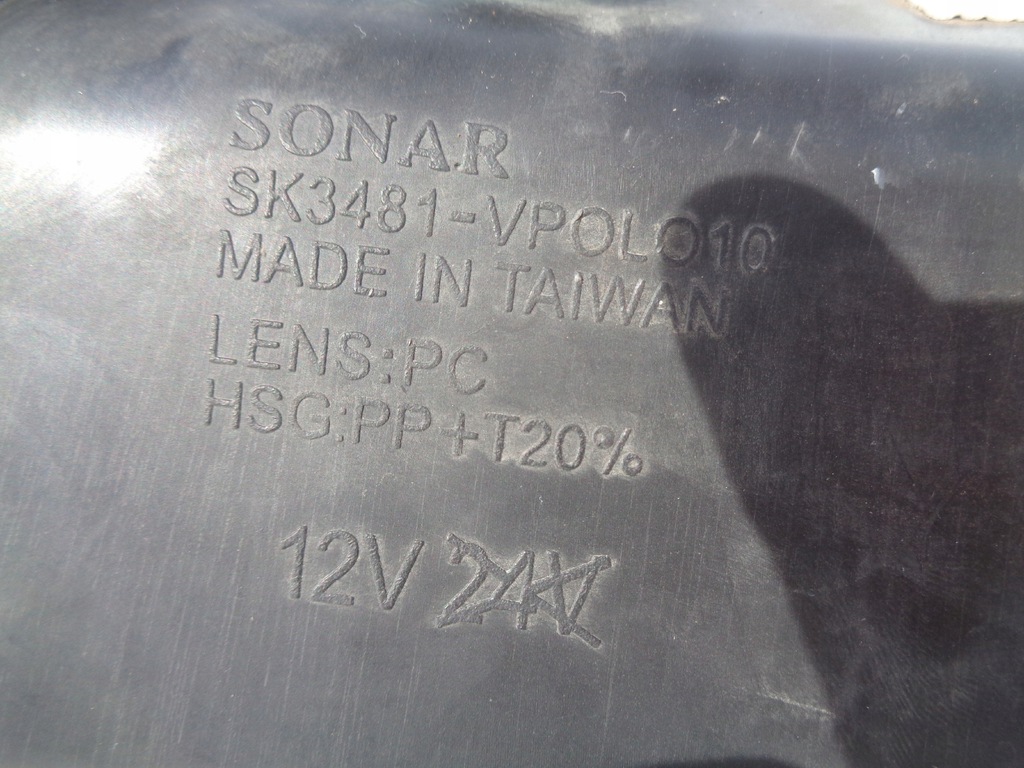 SONAR
SK3481-VPOLO10
MADE IN TAIWAN
LENS:PC
HSG:PP+T20%
12V 24V